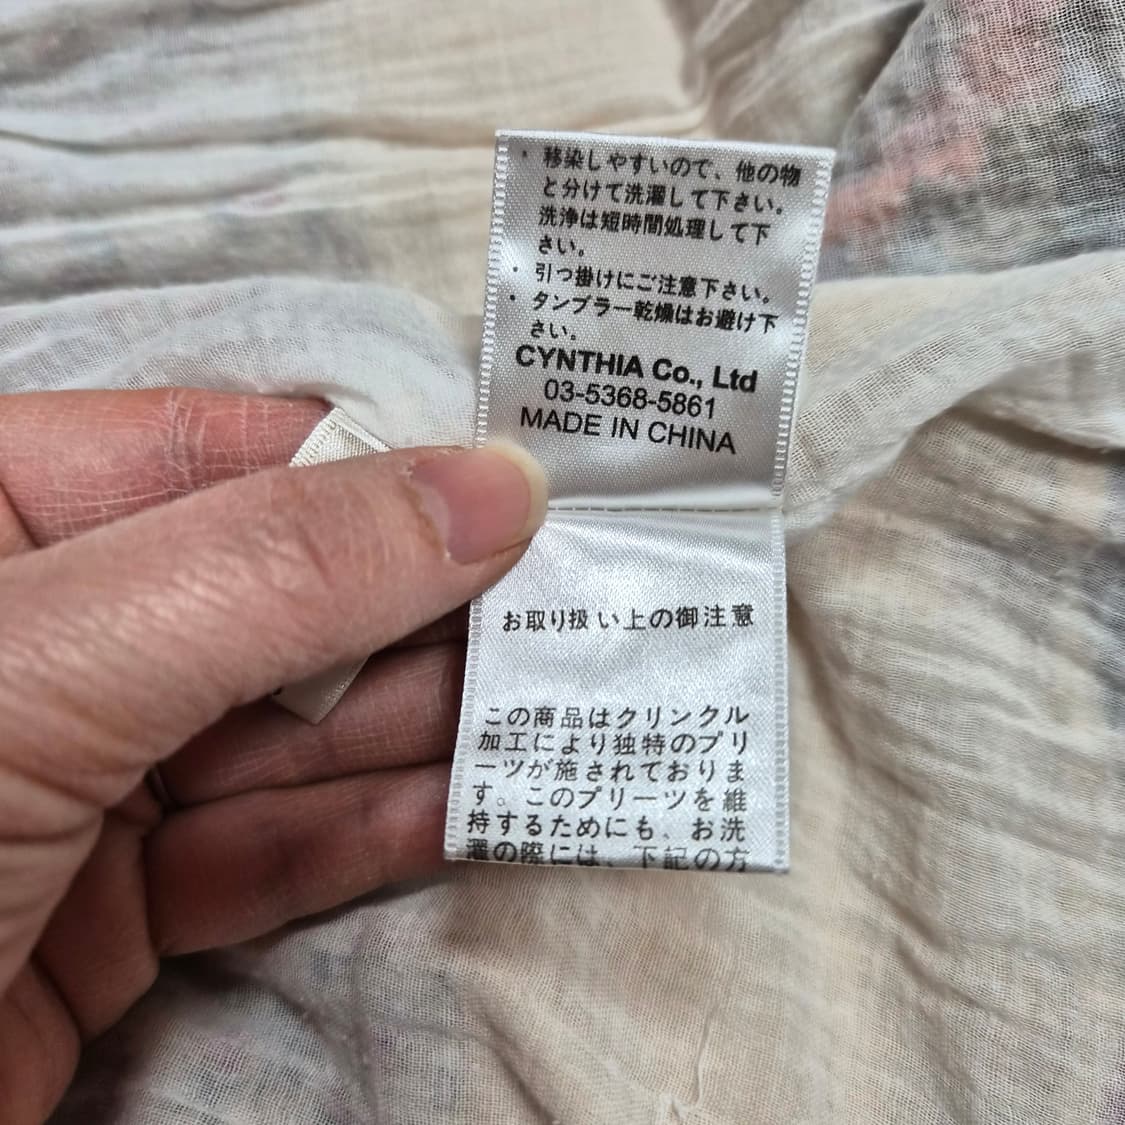 ・移染しやすいので、他の物
と分けて洗濯して下さい。
洗浄は短時間処理して下
さい。
・引っ掛けにご注意下さい。
・タンブラー乾燥はお避け下
さい。
CYNTHIA Co., Ltd
03-5368-5861
MADE IN CHINA
お取り扱い上の御注意
この商品はクリンクル
加工により独特のプリ
ーツが施されておりま
す。このプリーツを維
持するためにも、お洗
濯の際には、下記の方